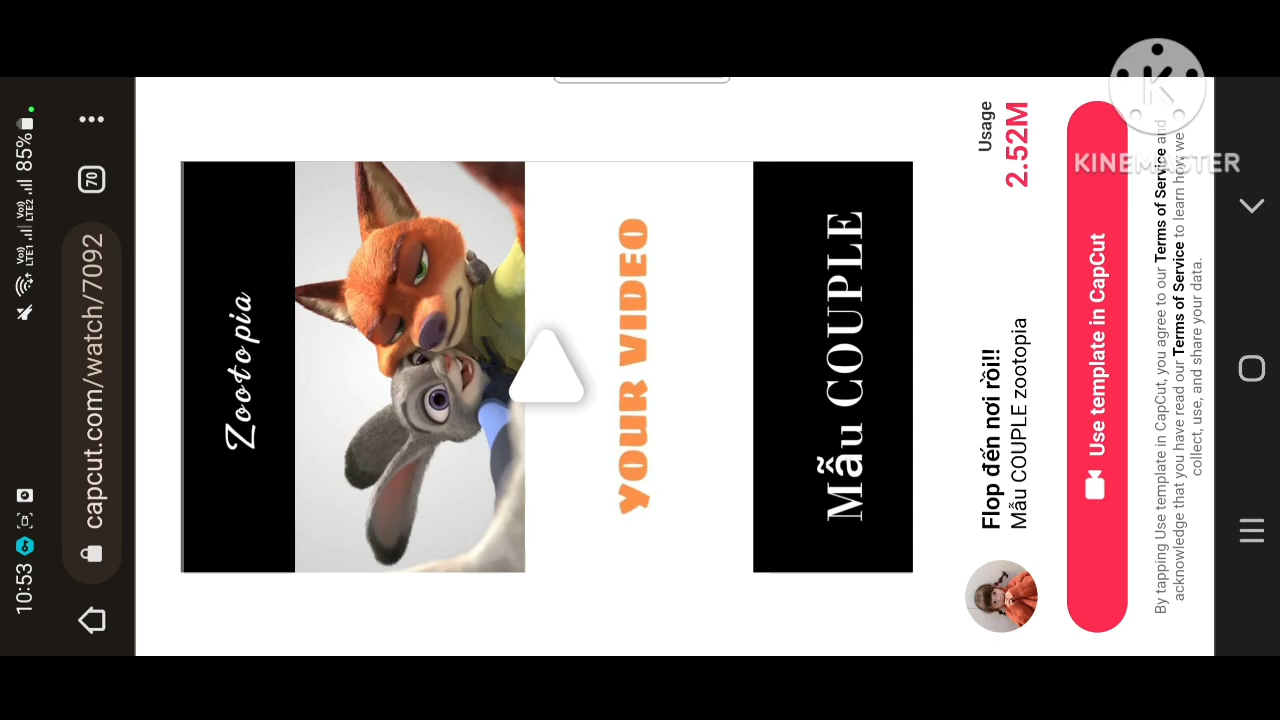 10:53
LTE1
LTE2
85%
capcut.com/watch/7092
70
Zootopia
YOUR VIDEO
Mẫu COUPLE
Flop đến nơi rồi!!
Mẫu COUPLE zootopia
Usage
2.52M
Use template in CapCut
By tapping Use template in CapCut, you agree to our Terms of Service and
acknowledge that you have read our Terms of Service to learn how we
collect, use, and share your data.
KINEMASTER